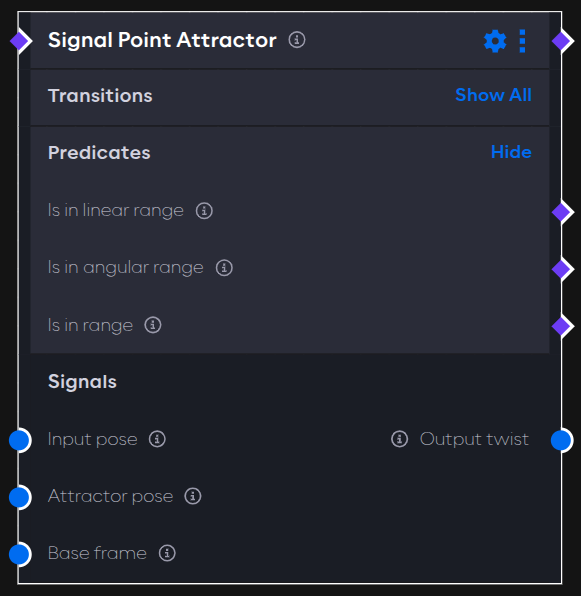 Signal Point Attractor
Transitions Show All
Predicates Hide
Is in linear range
Is in angular range
Is in range
Signals
Input pose Output twist
Attractor pose
Base frame